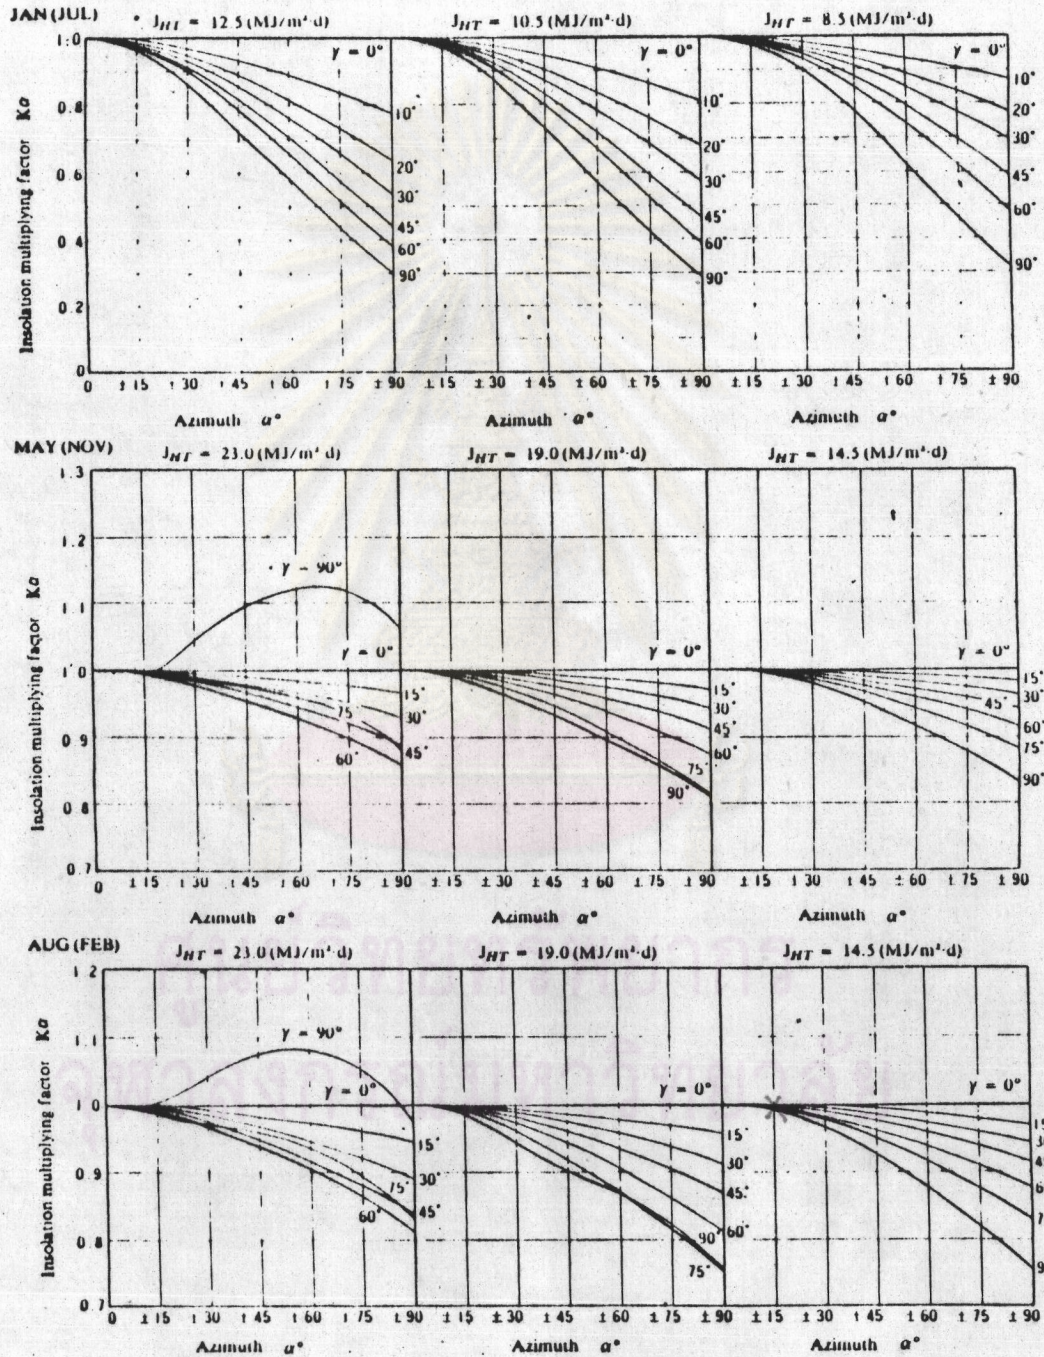 JAN (JUL) J_HT = 12.5 (MJ/m²·d) J_HT = 10.5 (MJ/m²·d) J_HT = 8.5 (MJ/m²·d)
Insolation multiplying factor Kα
1.0
0.8
0.6
0.4
0.2
0
γ = 0° γ = 0° γ = 0°
10° 20° 30° 45° 60° 90°
10° 20° 30° 45° 60° 90°
10° 20° 30° 45° 60° 90°
0 ±15 ±30 ±45 ±60 ±75 ±90 ±15 ±30 ±45 ±60 ±75 ±90 ±15 ±30 ±45 ±60 ±75 ±90
Azimuth α° Azimuth α° Azimuth α°
MAY (NOV) J_HT = 23.0 (MJ/m²·d) J_HT = 19.0 (MJ/m²·d) J_HT = 14.5 (MJ/m²·d)
Insolation multiplying factor Kα
1.3
1.2
1.1
1.0
0.9
0.8
0.7
γ = 90°
γ = 0° γ = 0° γ = 0°
15° 30° 75 45° 60°
15° 30° 45° 60° 75° 90°
15° 30° 45° 60° 75° 90°
0 ±15 ±30 ±45 ±60 ±75 ±90 ±15 ±30 ±45 ±60 ±75 ±90 ±15 ±30 ±45 ±60 ±75 ±90
Azimuth α° Azimuth α° Azimuth α°
AUG (FEB) J_HT = 23.0 (MJ/m²·d) J_HT = 19.0 (MJ/m²·d) J_HT = 14.5 (MJ/m²·d)
Insolation multiplying factor Kα
1.2
1.1
1.0
0.9
0.8
0.7
γ = 90°
γ = 0° γ = 0° γ = 0°
15° 30° 75° 45° 60°
15° 30° 45° 60° 90° 75°
15
0 ±15 ±30 ±45 ±60 ±75 ±90 ±15 ±30 ±45 ±60 ±75 ±90 ±15 ±30 ±45 ±60 ±75 ±90
Azimuth α° Azimuth α° Azimuth α°